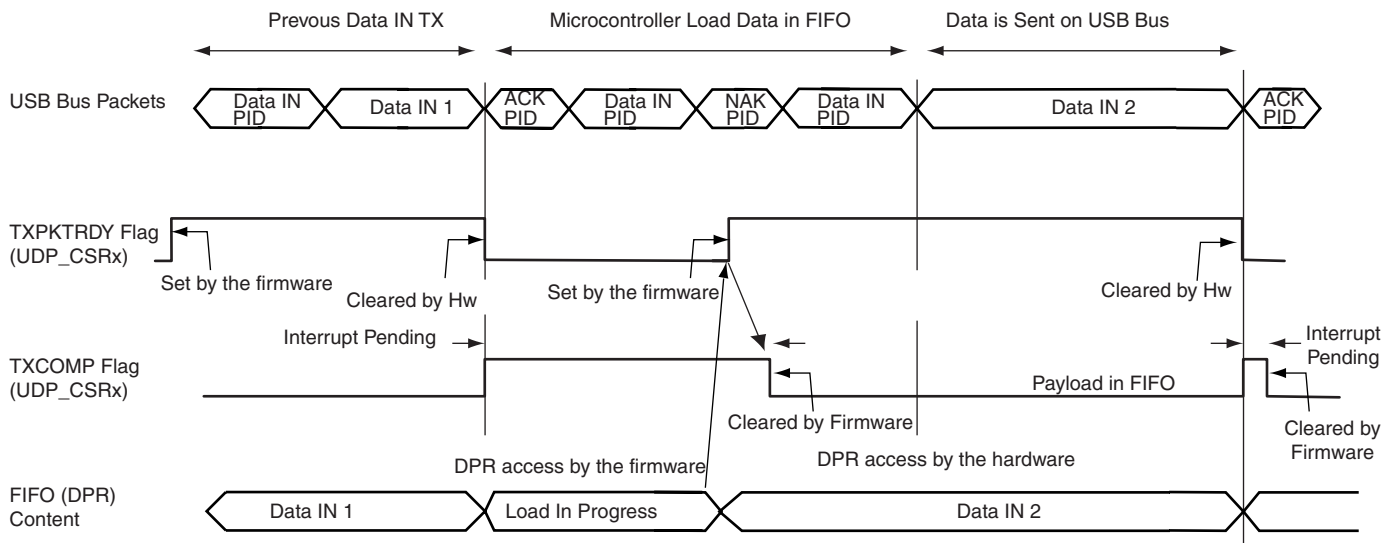 Prevous Data IN TX
Microcontroller Load Data in FIFO
Data is Sent on USB Bus
USB Bus Packets
Data IN
PID
Data IN 1
ACK
PID
Data IN
PID
NAK
PID
Data IN
PID
Data IN 2
ACK
PID
TXPKTRDY Flag
(UDP_CSRx)
Set by the firmware
Cleared by Hw
Set by the firmware
Cleared by Hw
Interrupt Pending
Interrupt
Pending
TXCOMP Flag
(UDP_CSRx)
Payload in FIFO
Cleared by Firmware
Cleared by
Firmware
DPR access by the firmware
DPR access by the hardware
FIFO (DPR)
Content
Data IN 1
Load In Progress
Data IN 2